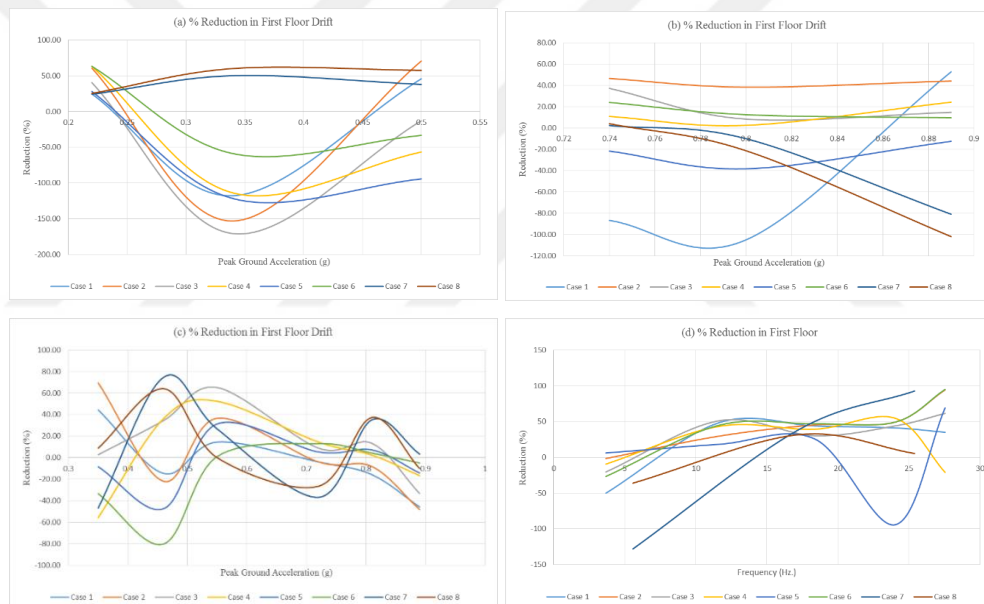 (a) % Reduction in First Floor Drift
100.00
50.00
0.00
-50.00
-100.00
-150.00
-200.00
0.2 0.25 0.3 0.35 0.4 0.45 0.5 0.55
Reduction (%)
Peak Ground Acceleration (g)
Case 1 Case 2 Case 3 Case 4 Case 5 Case 6 Case 7 Case 8
(b) % Reduction in First Floor Drift
80.00
60.00
40.00
20.00
0.00
-20.00
-40.00
-60.00
-80.00
-100.00
-120.00
0.72 0.74 0.76 0.78 0.8 0.82 0.84 0.86 0.88 0.9
Reduction (%)
Peak Ground Acceleration (g)
Case 1 Case 2 Case 3 Case 4 Case 5 Case 6 Case 7 Case 8
(c) % Reduction in First Floor Drift
100.00
80.00
60.00
40.00
20.00
0.00
-20.00
-40.00
-60.00
-80.00
-100.00
0.3 0.4 0.5 0.6 0.7 0.8 0.9 1
Reduction (%)
Peak Ground Acceleration (g)
Case 1 Case 2 Case 3 Case 4 Case 5 Case 6 Case 7 Case 8
(d) % Reduction in First Floor
150
100
50
0
-50
-100
-150
0 5 10 15 20 25 30
Reduction (%)
Frequency (Hz.)
Case 1 Case 2 Case 3 Case 4 Case 5 Case 6 Case 7 Case 8